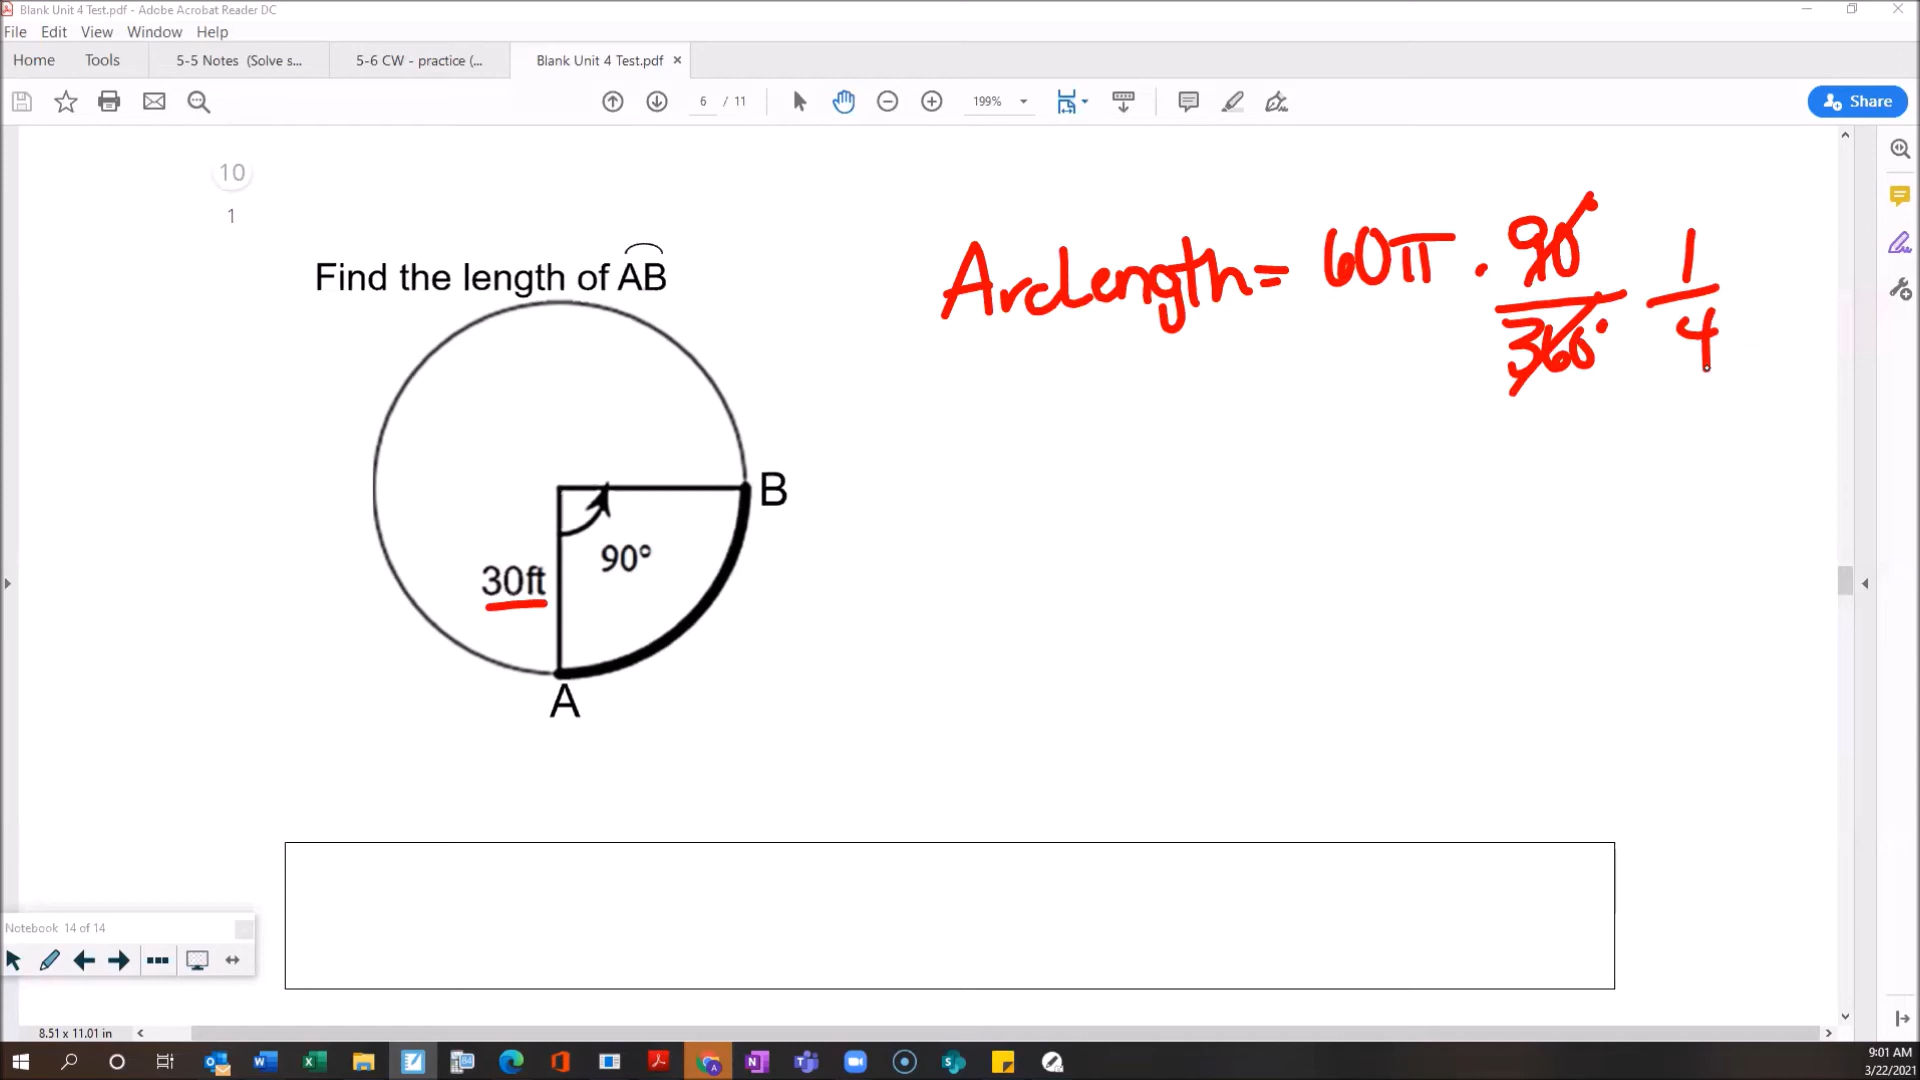 Blank Unit 4 Test.pdf - Adobe Acrobat Reader DC
File Edit View Window Help
Home Tools 5-5 Notes (Solve s... 5-6 CW - practice (... Blank Unit 4 Test.pdf ×
6 / 11 199% Share
10
1
Find the length of AB
ArcLength = 60π · 90° 1
360° 4
B
90º
30ft
A
Notebook 14 of 14
8.51 x 11.01 in
9:01 AM
3/22/2021